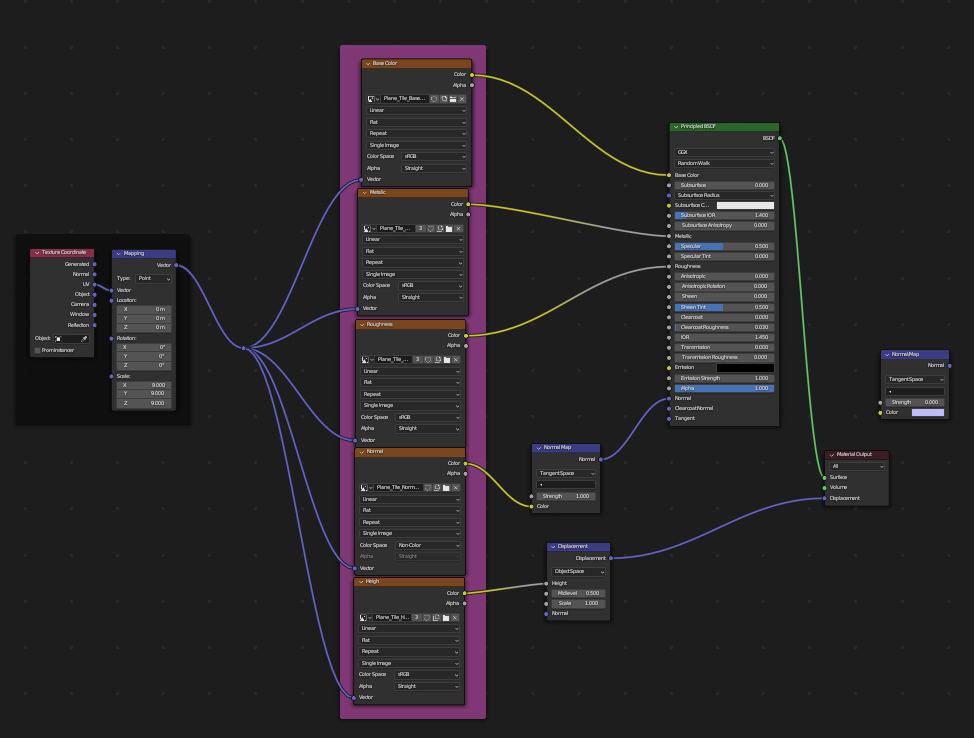 Texture Coordinate
Generated
Normal
UV
Object
Camera
Window
Reflection
Object:
From Instancer
Mapping
Vector
Type: Point
Vector
Location:
X 0 m
Y 0 m
Z 0 m
Rotation:
X 0°
Y 0°
Z 0°
Scale:
X 9.000
Y 9.000
Z 9.000
Base Color
Color
Alpha
Plane_Tile_Base...
Linear
Flat
Repeat
Single Image
Color Space sRGB
Alpha Straight
Vector
Metalic
Color
Alpha
Plane_Tile_... 3
Linear
Flat
Repeat
Single Image
Color Space sRGB
Alpha Straight
Vector
Roughness
Color
Alpha
Plane_Tile_... 3
Linear
Flat
Repeat
Single Image
Color Space sRGB
Alpha Straight
Vector
Normal
Color
Alpha
Plane_Tile_Norm...
Linear
Flat
Repeat
Single Image
Color Space Non-Color
Alpha Straight
Vector
Heigh
Color
Alpha
Plane_Tile_H... 3
Linear
Flat
Repeat
Single Image
Color Space sRGB
Alpha Straight
Vector
Normal Map
Normal
Tangent Space
Strength 1.000
Color
Displacement
Displacement
Object Space
Height
Midlevel 0.500
Scale 1.000
Normal
Principled BSDF
BSDF
GGX
Random Walk
Base Color
Subsurface 0.000
Subsurface Radius
Subsurface C...
Subsurface IOR 1.400
Subsurface Anisotropy 0.000
Metallic
Specular 0.500
Specular Tint 0.000
Roughness
Anisotropic 0.000
Anisotropic Rotation 0.000
Sheen 0.000
Sheen Tint 0.500
Clearcoat 0.000
Clearcoat Roughness 0.030
IOR 1.450
Transmission 0.000
Transmission Roughness 0.000
Emission
Emission Strength 1.000
Alpha 1.000
Normal
Clearcoat Normal
Tangent
Normal Map
Normal
Tangent Space
Strength 0.000
Color
Material Output
All
Surface
Volume
Displacement